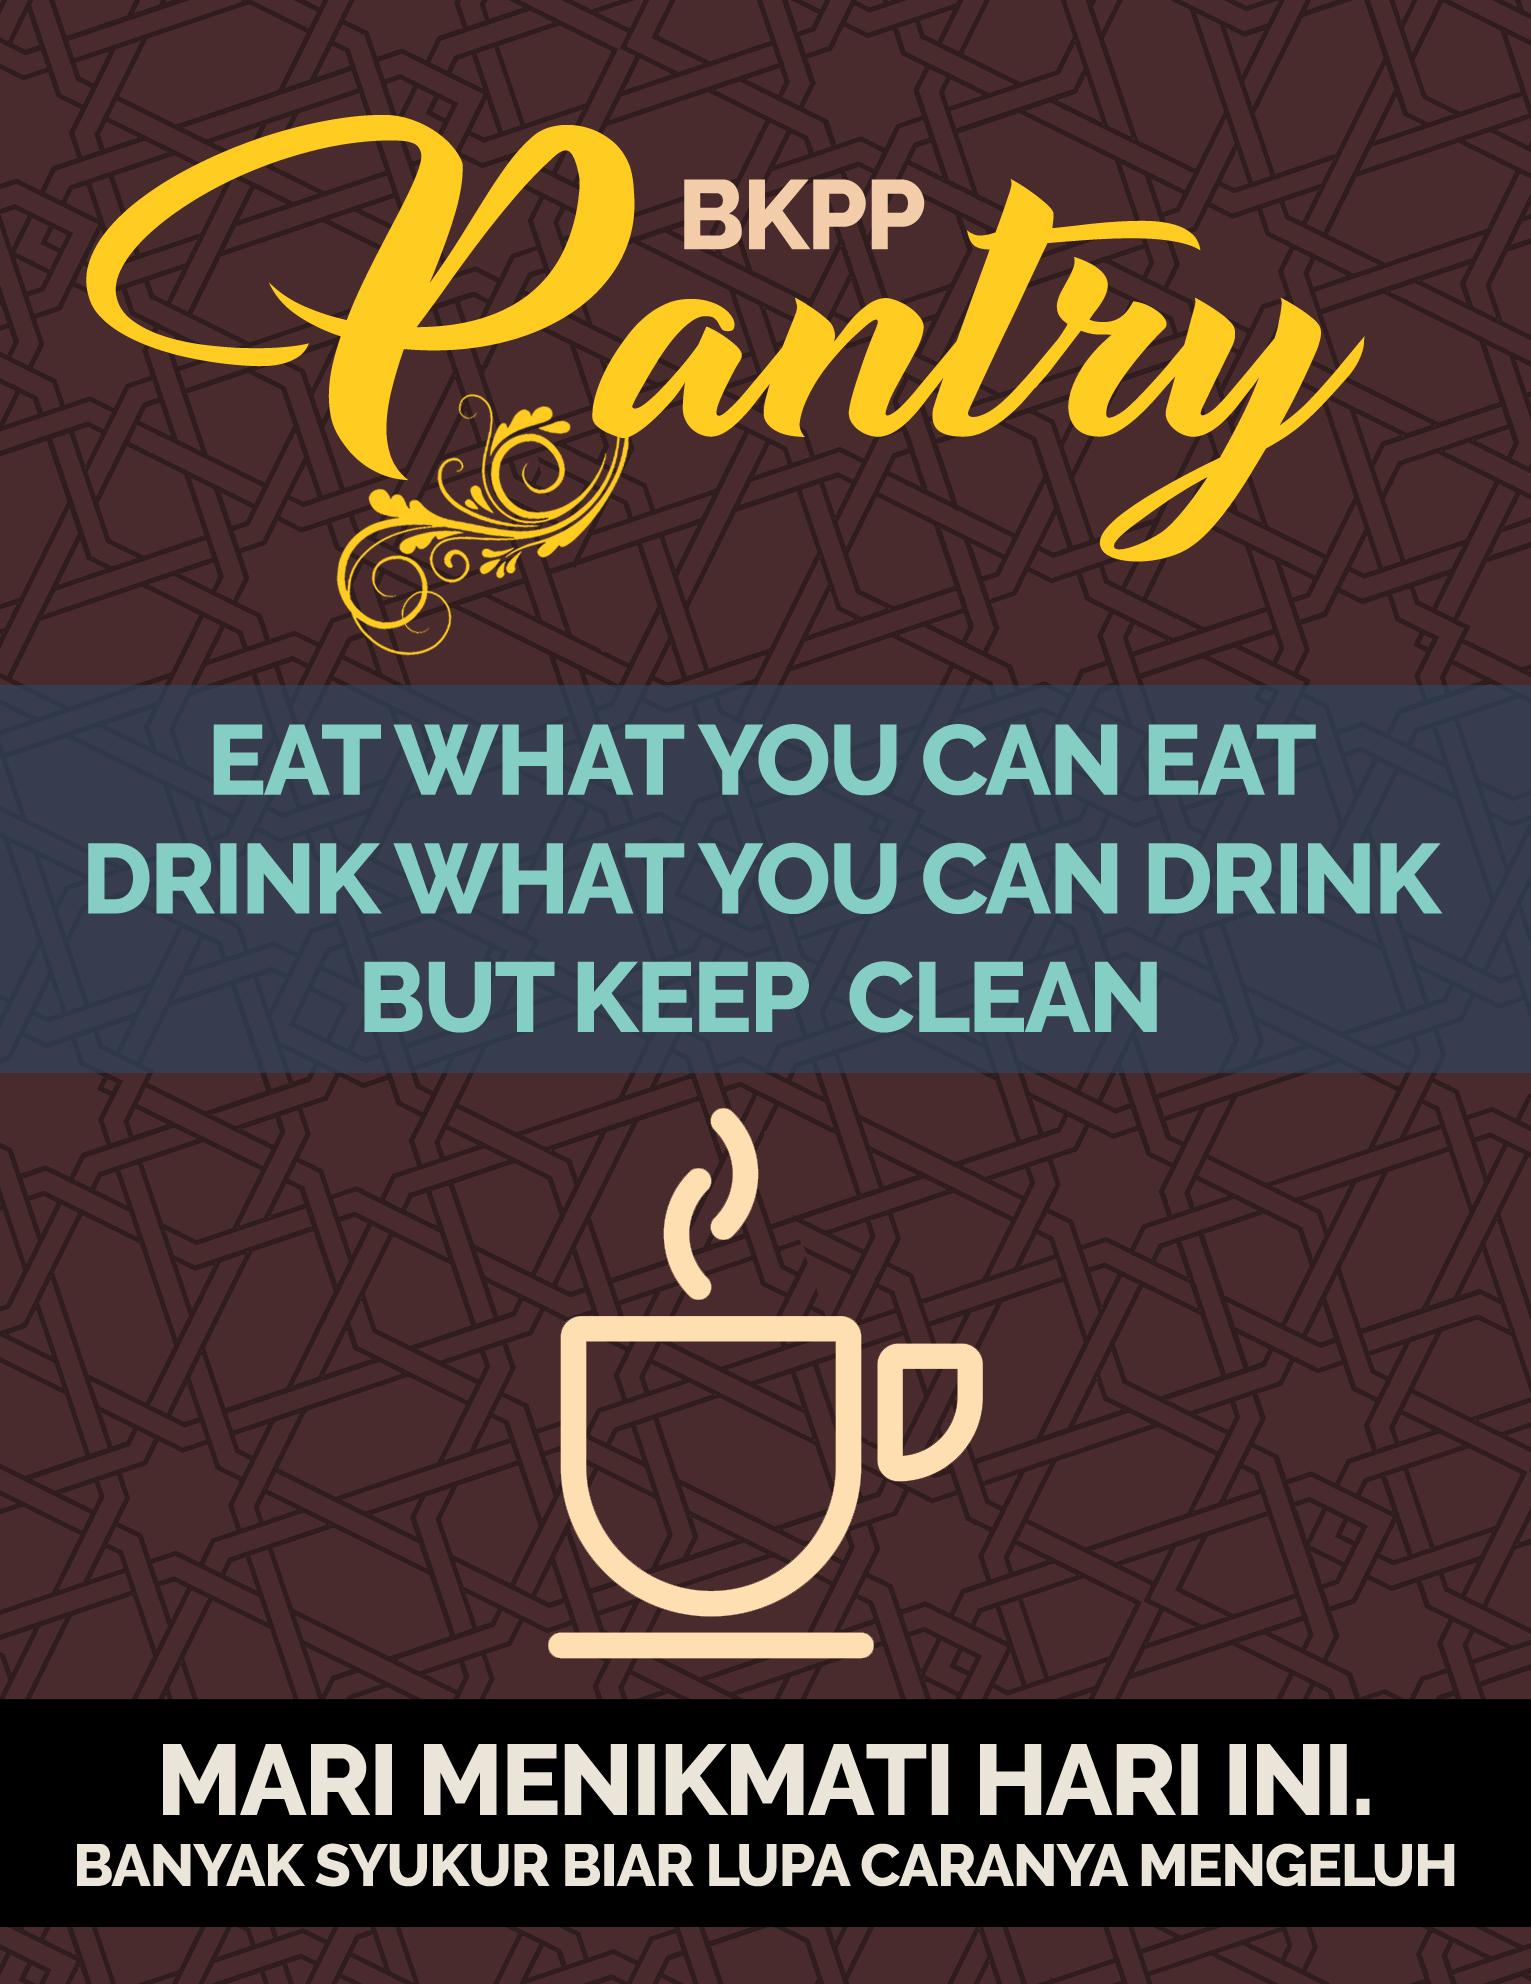 BKPP
Pantry
EAT WHAT YOU CAN EAT
DRINK WHAT YOU CAN DRINK
BUT KEEP CLEAN
MARI MENIKMATI HARI INI.
BANYAK SYUKUR BIAR LUPA CARANYA MENGELUH